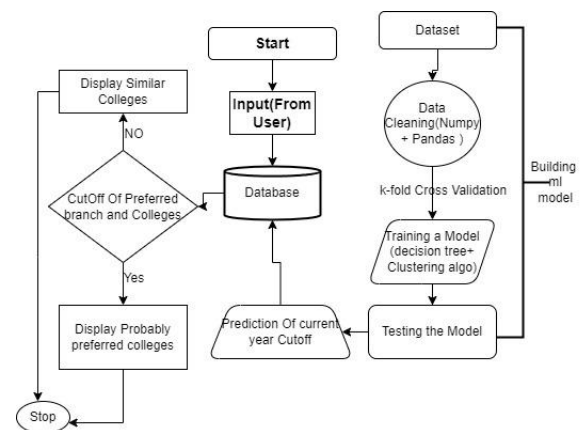 Start
Input(From
User)
Database
CutOff Of Preferred
branch and Colleges
NO
Display Similar
Colleges
Yes
Display Probably
preferred colleges
Stop
Dataset
Data
Cleaning(Numpy
+ Pandas )
k-fold Cross Validation
Training a Model
(decision tree+
Clustering algo)
Testing the Model
Prediction Of current
year Cutoff
Building
ml
model